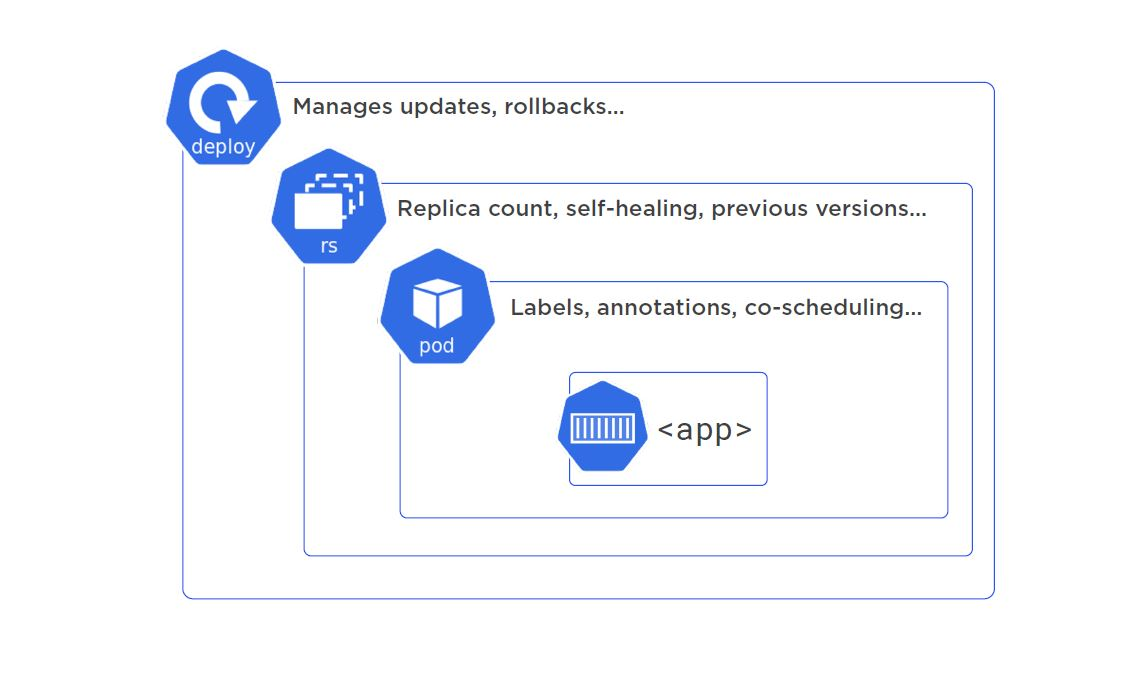 deploy
Manages updates, rollbacks...
rs
Replica count, self-healing, previous versions...
pod
Labels, annotations, co-scheduling...
<app>